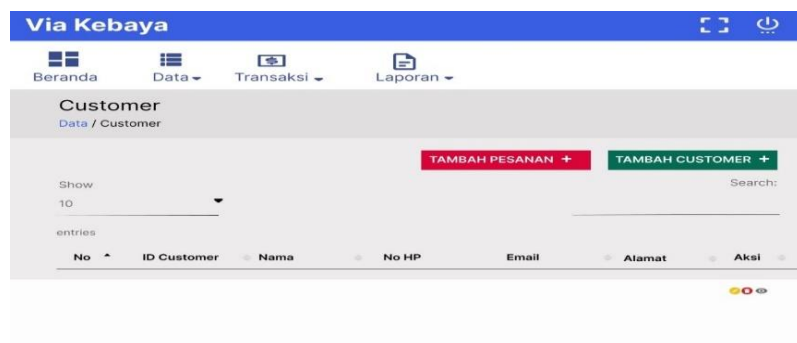 Via Kebaya
Beranda Data Transaksi Laporan
Customer
Data / Customer
TAMBAH PESANAN + TAMBAH CUSTOMER +
Show
Search:
10
entries
No ID Customer Nama No HP Email Alamat Aksi